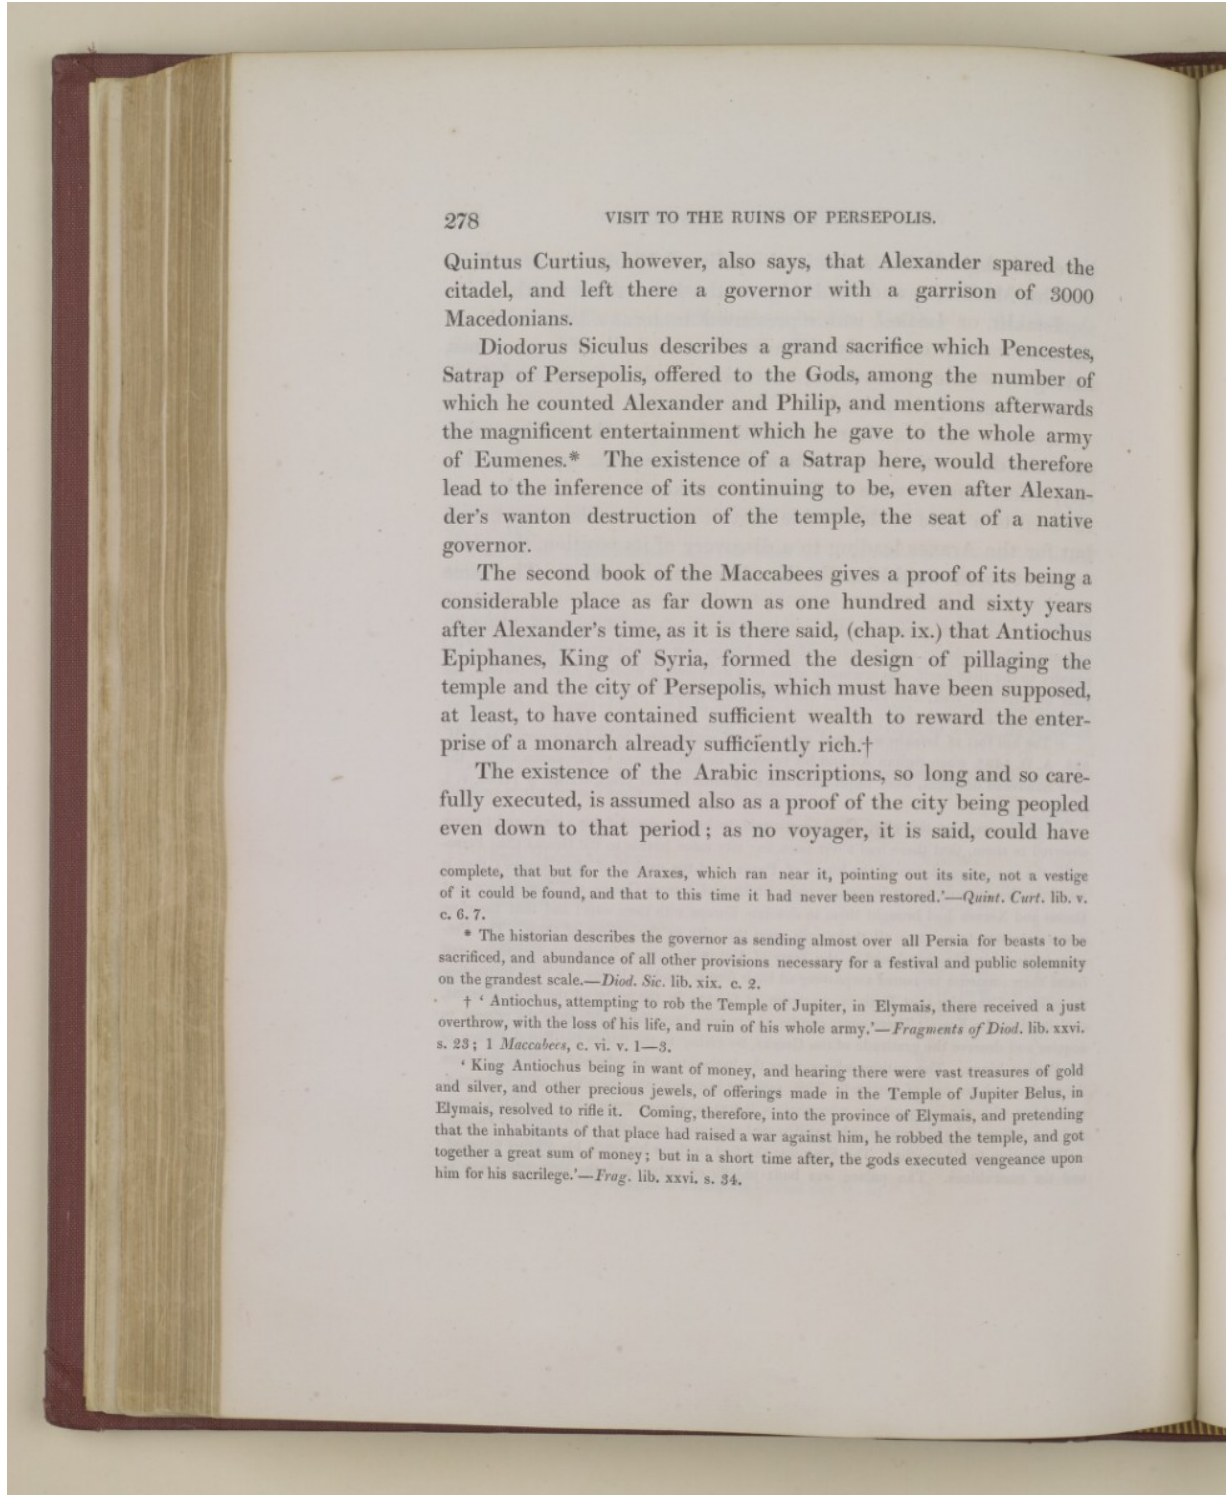 278 VISIT TO THE RUINS OF PERSEPOLIS.
Quintus Curtius, however, also says, that Alexander spared the
citadel, and left there a governor with a garrison of 3000
Macedonians.
Diodorus Siculus describes a grand sacrifice which Pencestes,
Satrap of Persepolis, offered to the Gods, among the number of
which he counted Alexander and Philip, and mentions afterwards
the magnificent entertainment which he gave to the whole army
of Eumenes.* The existence of a Satrap here, would therefore
lead to the inference of its continuing to be, even after Alexan-
der's wanton destruction of the temple, the seat of a native
governor.
The second book of the Maccabees gives a proof of its being a
considerable place as far down as one hundred and sixty years
after Alexander's time, as it is there said, (chap. ix.) that Antiochus
Epiphanes, King of Syria, formed the design of pillaging the
temple and the city of Persepolis, which must have been supposed,
at least, to have contained sufficient wealth to reward the enter-
prise of a monarch already sufficiently rich.†
The existence of the Arabic inscriptions, so long and so care-
fully executed, is assumed also as a proof of the city being peopled
even down to that period; as no voyager, it is said, could have
complete, that but for the Araxes, which ran near it, pointing out its site, not a vestige
of it could be found, and that to this time it had never been restored.'—Quint. Curt. lib. v.
c. 6. 7.
* The historian describes the governor as sending almost over all Persia for beasts to be
sacrificed, and abundance of all other provisions necessary for a festival and public solemnity
on the grandest scale.—Diod. Sic. lib. xix. c. 2.
† ‘ Antiochus, attempting to rob the Temple of Jupiter, in Elymais, there received a just
overthrow, with the loss of his life, and ruin of his whole army.'—Fragments of Diod. lib. xxvi.
s. 23; 1 Maccabees, c. vi. v. 1—3.
‘ King Antiochus being in want of money, and hearing there were vast treasures of gold
and silver, and other precious jewels, of offerings made in the Temple of Jupiter Belus, in
Elymais, resolved to rifle it. Coming, therefore, into the province of Elymais, and pretending
that the inhabitants of that place had raised a war against him, he robbed the temple, and got
together a great sum of money; but in a short time after, the gods executed vengeance upon
him for his sacrilege.'—Frag. lib. xxvi. s. 34.